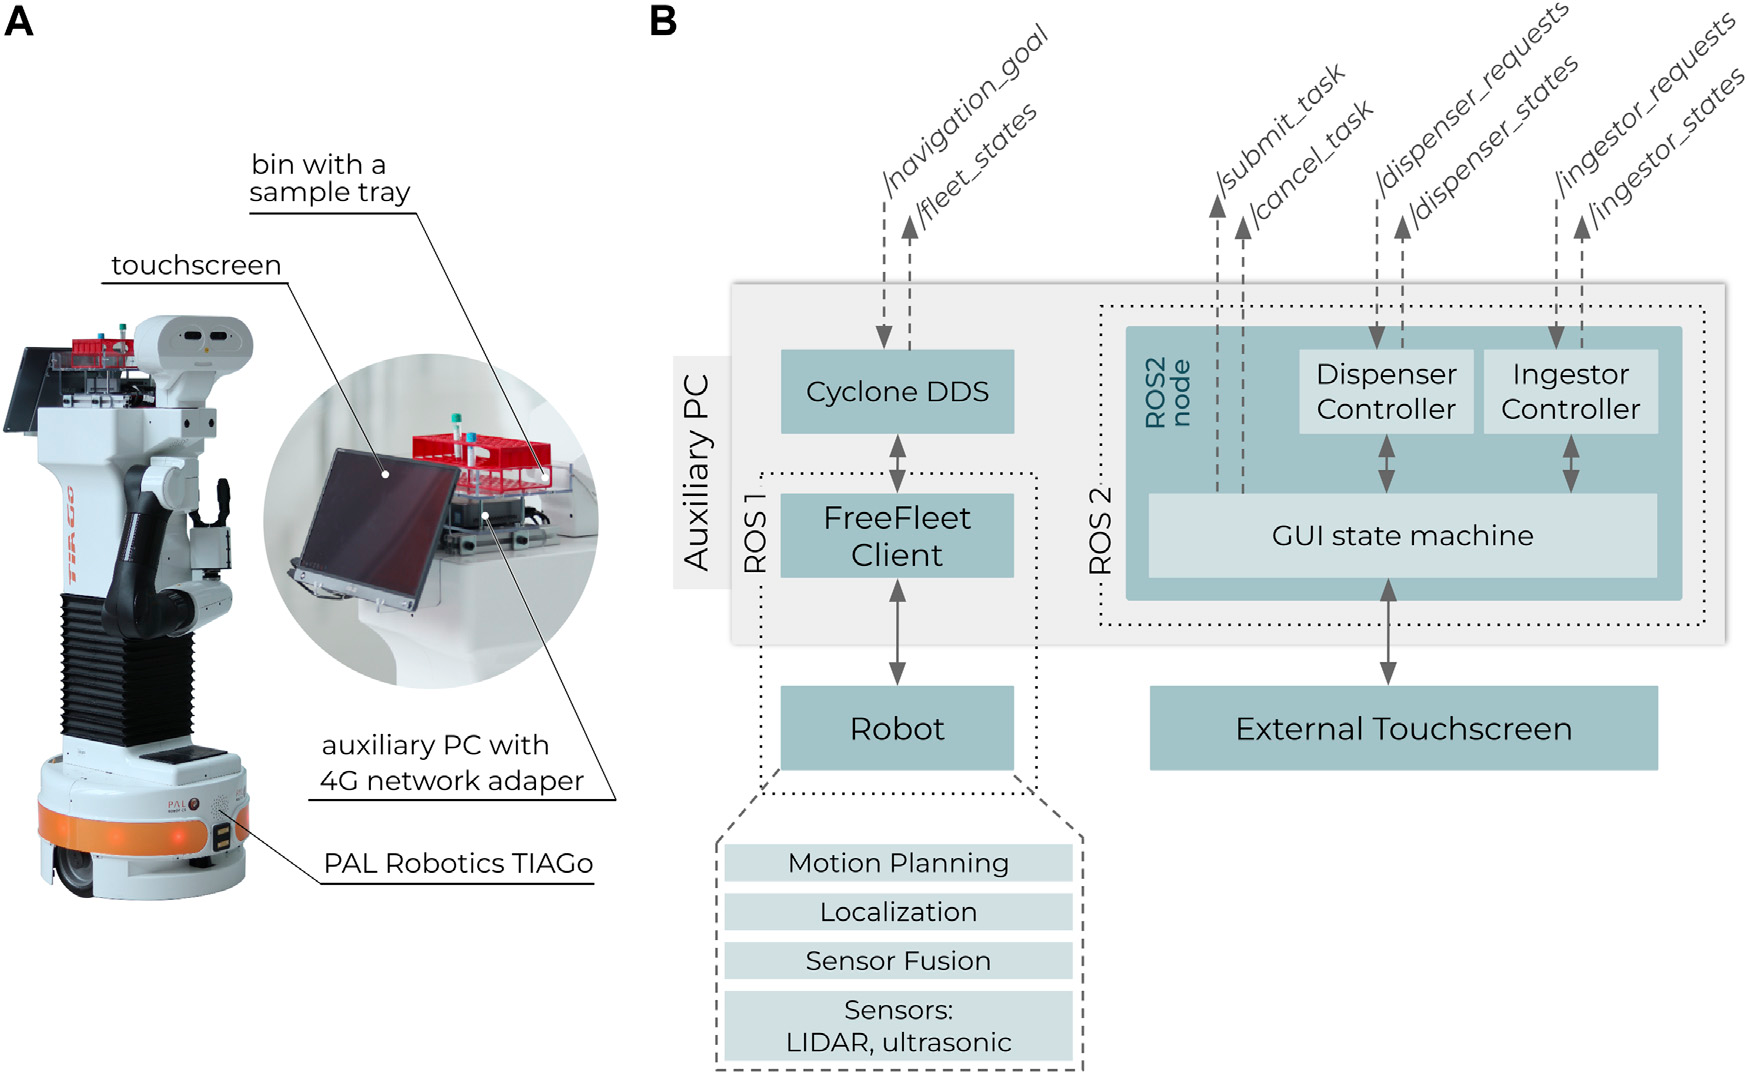 A
bin with a
sample tray
touchscreen
TIAGo
PAL
auxiliary PC with
4G network adaper
PAL Robotics TIAGo
B
/navigation_goal
/fleet_states
/submit_task
/cancel_task
/dispenser_requests
/dispenser_states
/ingestor_requests
/ingestor_states
Auxiliary PC
Cyclone DDS
ROS 1
FreeFleet
Client
Robot
Motion Planning
Localization
Sensor Fusion
Sensors:
LIDAR, ultrasonic
ROS 2
ROS2
node
Dispenser
Controller
Ingestor
Controller
GUI state machine
External Touchscreen